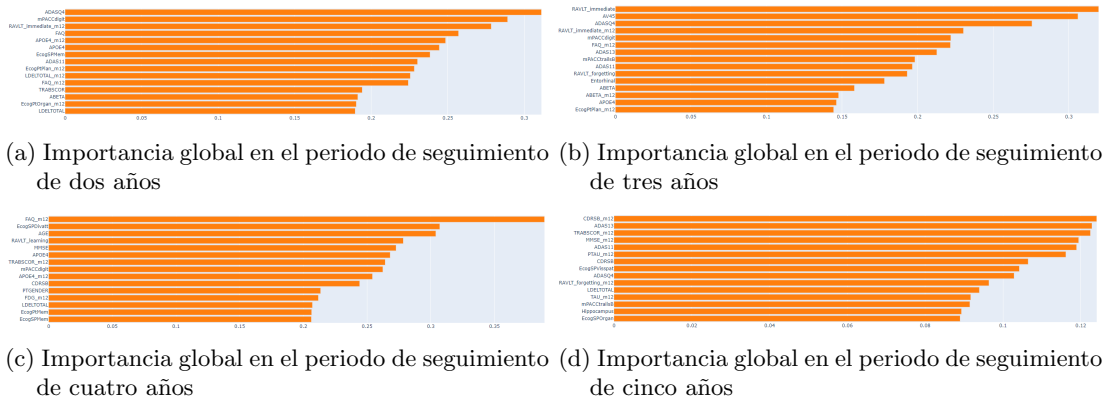 ADASQ4
mPACCdigit
RAVLT_immediate_m12
FAQ
APOE4_m12
APOE4
EcogSPMem
ADAS11
EcogPtPlan_m12
LDELTOTAL_m12
FAQ_m12
TRABSCOR
ABETA
EcogPtOrgan_m12
LDELTOTAL
0 0.05 0.1 0.15 0.2 0.25 0.3
(a) Importancia global en el periodo de seguimiento
de dos años
RAVLT_immediate
AV45
ADASQ4
RAVLT_immediate_m12
mPACCdigit
FAQ_m12
ADAS13
mPACCtrailsB
ADAS11
RAVLT_forgetting
Entorhinal
ABETA
ABETA_m12
APOE4
EcogPtPlan_m12
0 0.05 0.1 0.15 0.2 0.25 0.3
(b) Importancia global en el periodo de seguimiento
de tres años
FAQ_m12
EcogSPDivatt
AGE
RAVLT_learning
MMSE
APOE4
TRABSCOR_m12
mPACCdigit
APOE4_m12
CDRSB
PTGENDER
FDG_m12
LDELTOTAL
EcogPtMem
EcogSPMem
0 0.05 0.1 0.15 0.2 0.25 0.3 0.35
(c) Importancia global en el periodo de seguimiento
de cuatro años
CDRSB_m12
ADAS13
TRABSCOR_m12
MMSE_m12
ADAS11
PTAU_m12
CDRSB
EcogSPVisspat
ADASQ4
RAVLT_forgetting_m12
LDELTOTAL
TAU_m12
mPACCtrailsB
Hippocampus
EcogSPOrgan
0 0.02 0.04 0.06 0.08 0.1 0.12
(d) Importancia global en el periodo de seguimiento
de cinco años